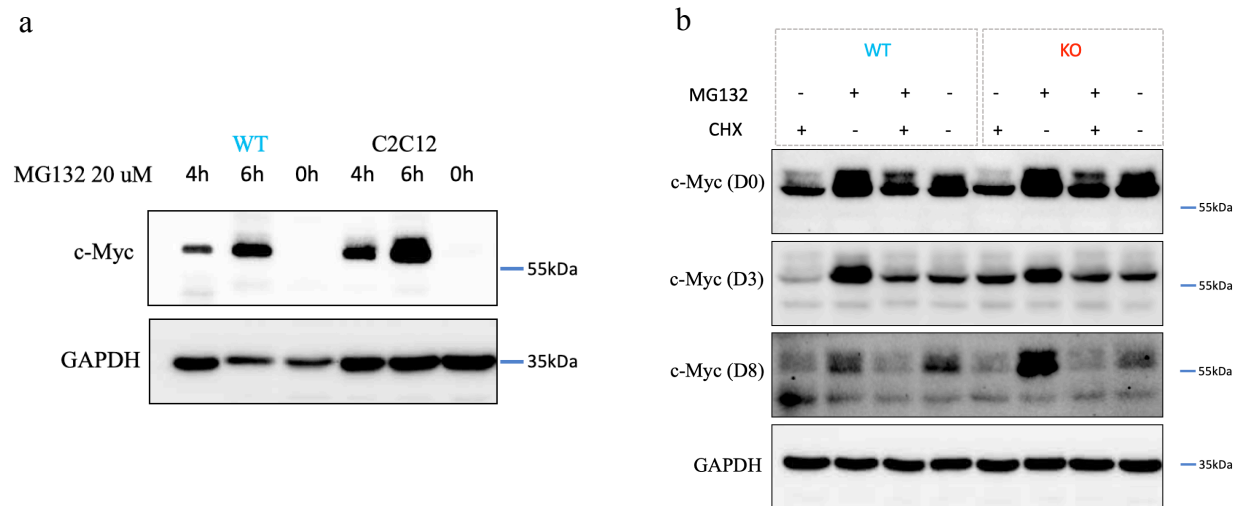 a
WT C2C12
MG132 20 uM 4h 6h 0h 4h 6h 0h
c-Myc
55kDa
GAPDH
35kDa
b
WT KO
MG132 - + + - - + + -
CHX + - + - + - + -
c-Myc (D0)
55kDa
c-Myc (D3)
55kDa
c-Myc (D8)
55kDa
GAPDH
35kDa